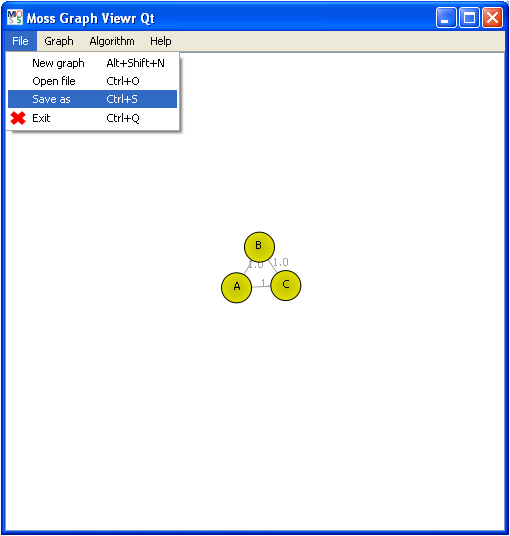 MOSS Moss Graph Viewr Qt
File Graph Algorithm Help
New graph Alt+Shift+N
Open file Ctrl+O
Save as Ctrl+S
Exit Ctrl+Q
B
1.0 1.0
A 1 C